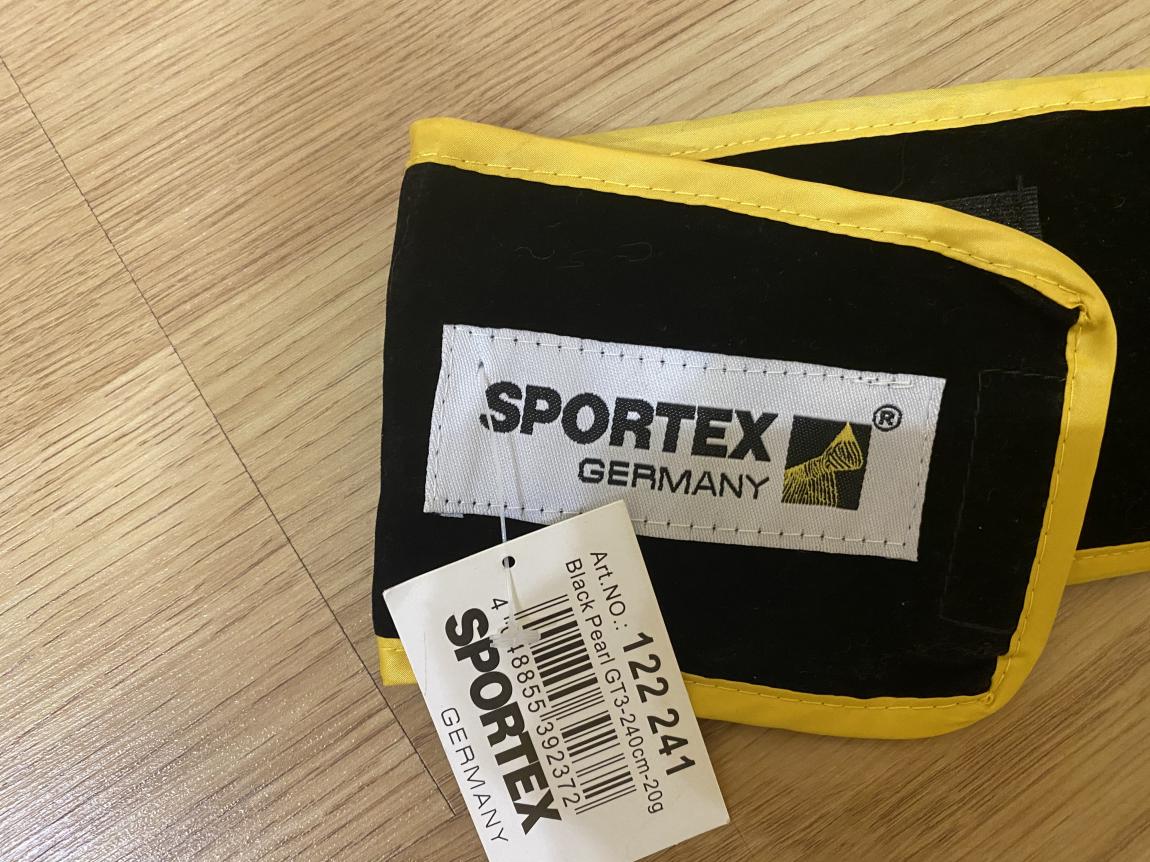 SPORTEX ®
GERMANY
Art.NO.: 122 241
Black Pearl GT3-240cm-20g
SPORTEX
GERMANY